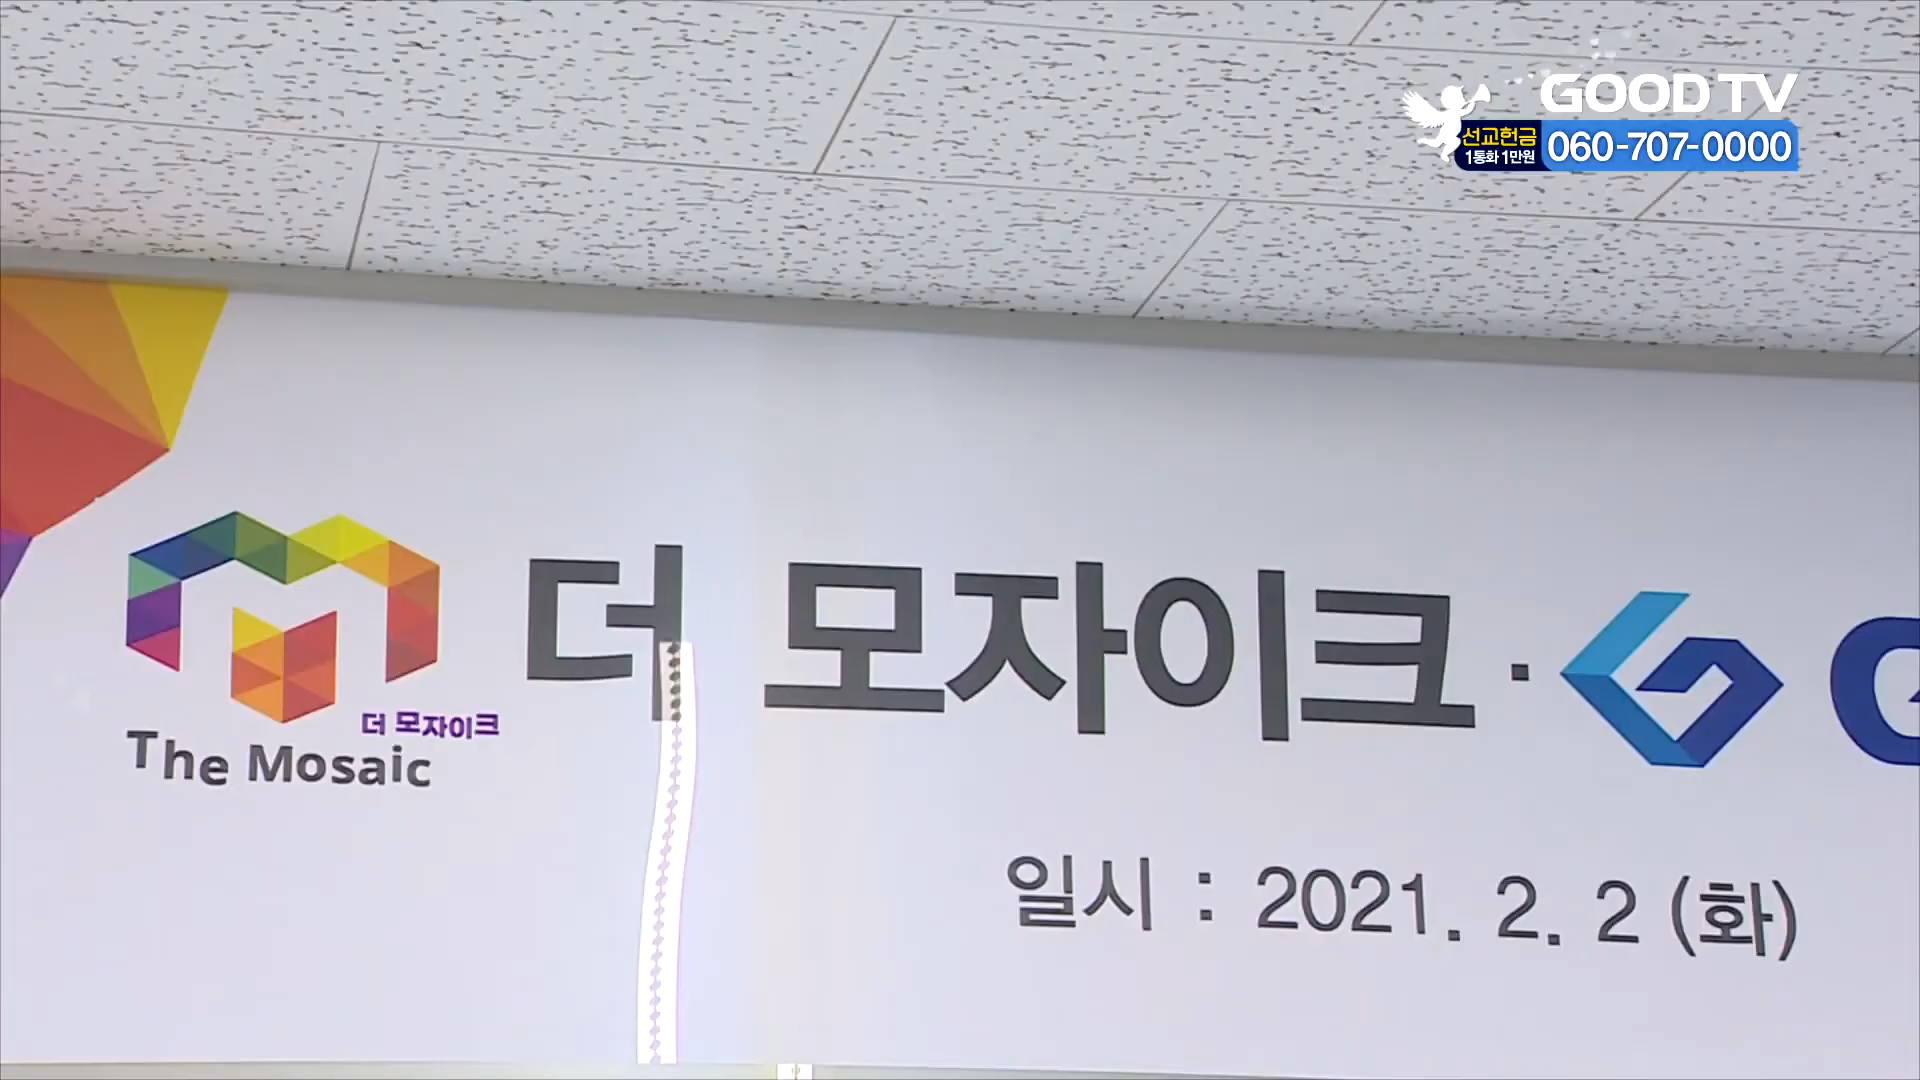 GOOD TV
선교헌금
1통화 1만원
060-707-0000
더 모자이크 · G
더 모자이크
The Mosaic
일시 : 2021. 2. 2 (화)